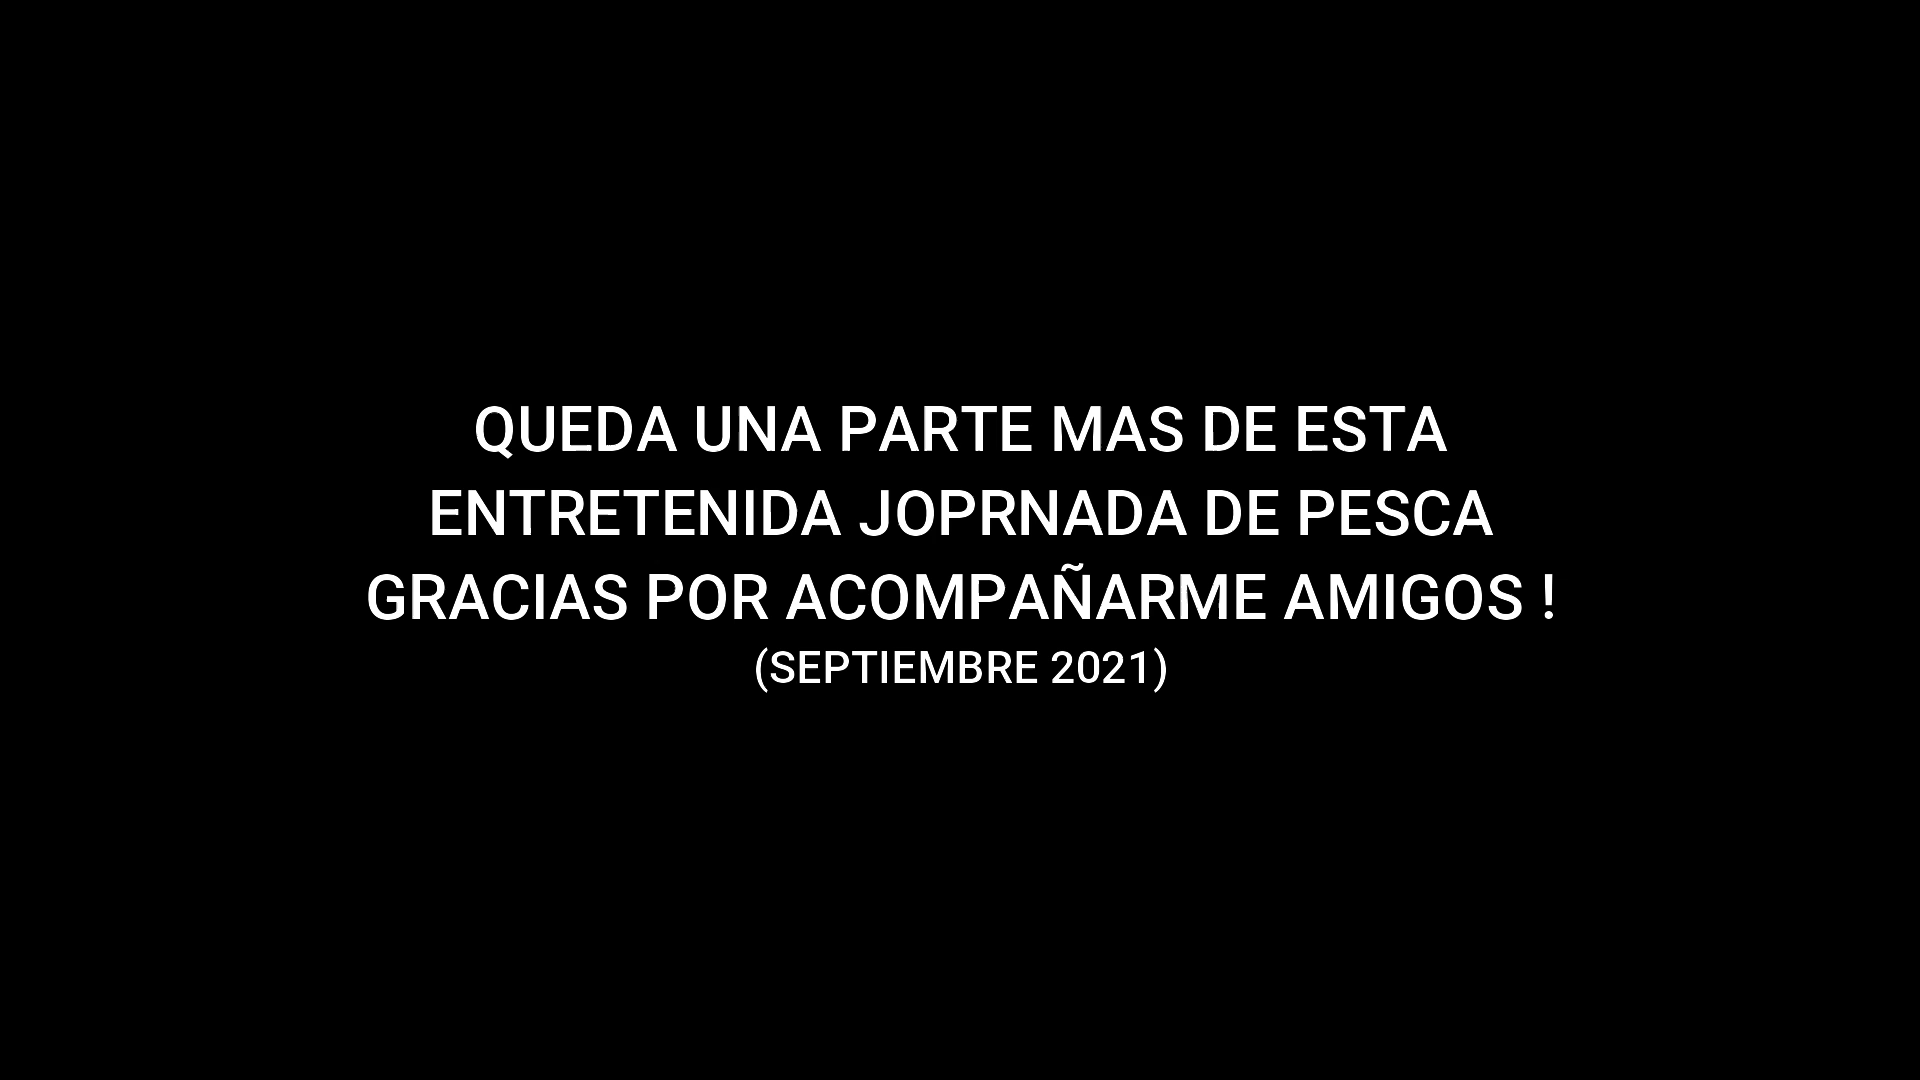 QUEDA UNA PARTE MAS DE ESTA
ENTRETENIDA JOPRNADA DE PESCA
GRACIAS POR ACOMPAÑARME AMIGOS !
(SEPTIEMBRE 2021)